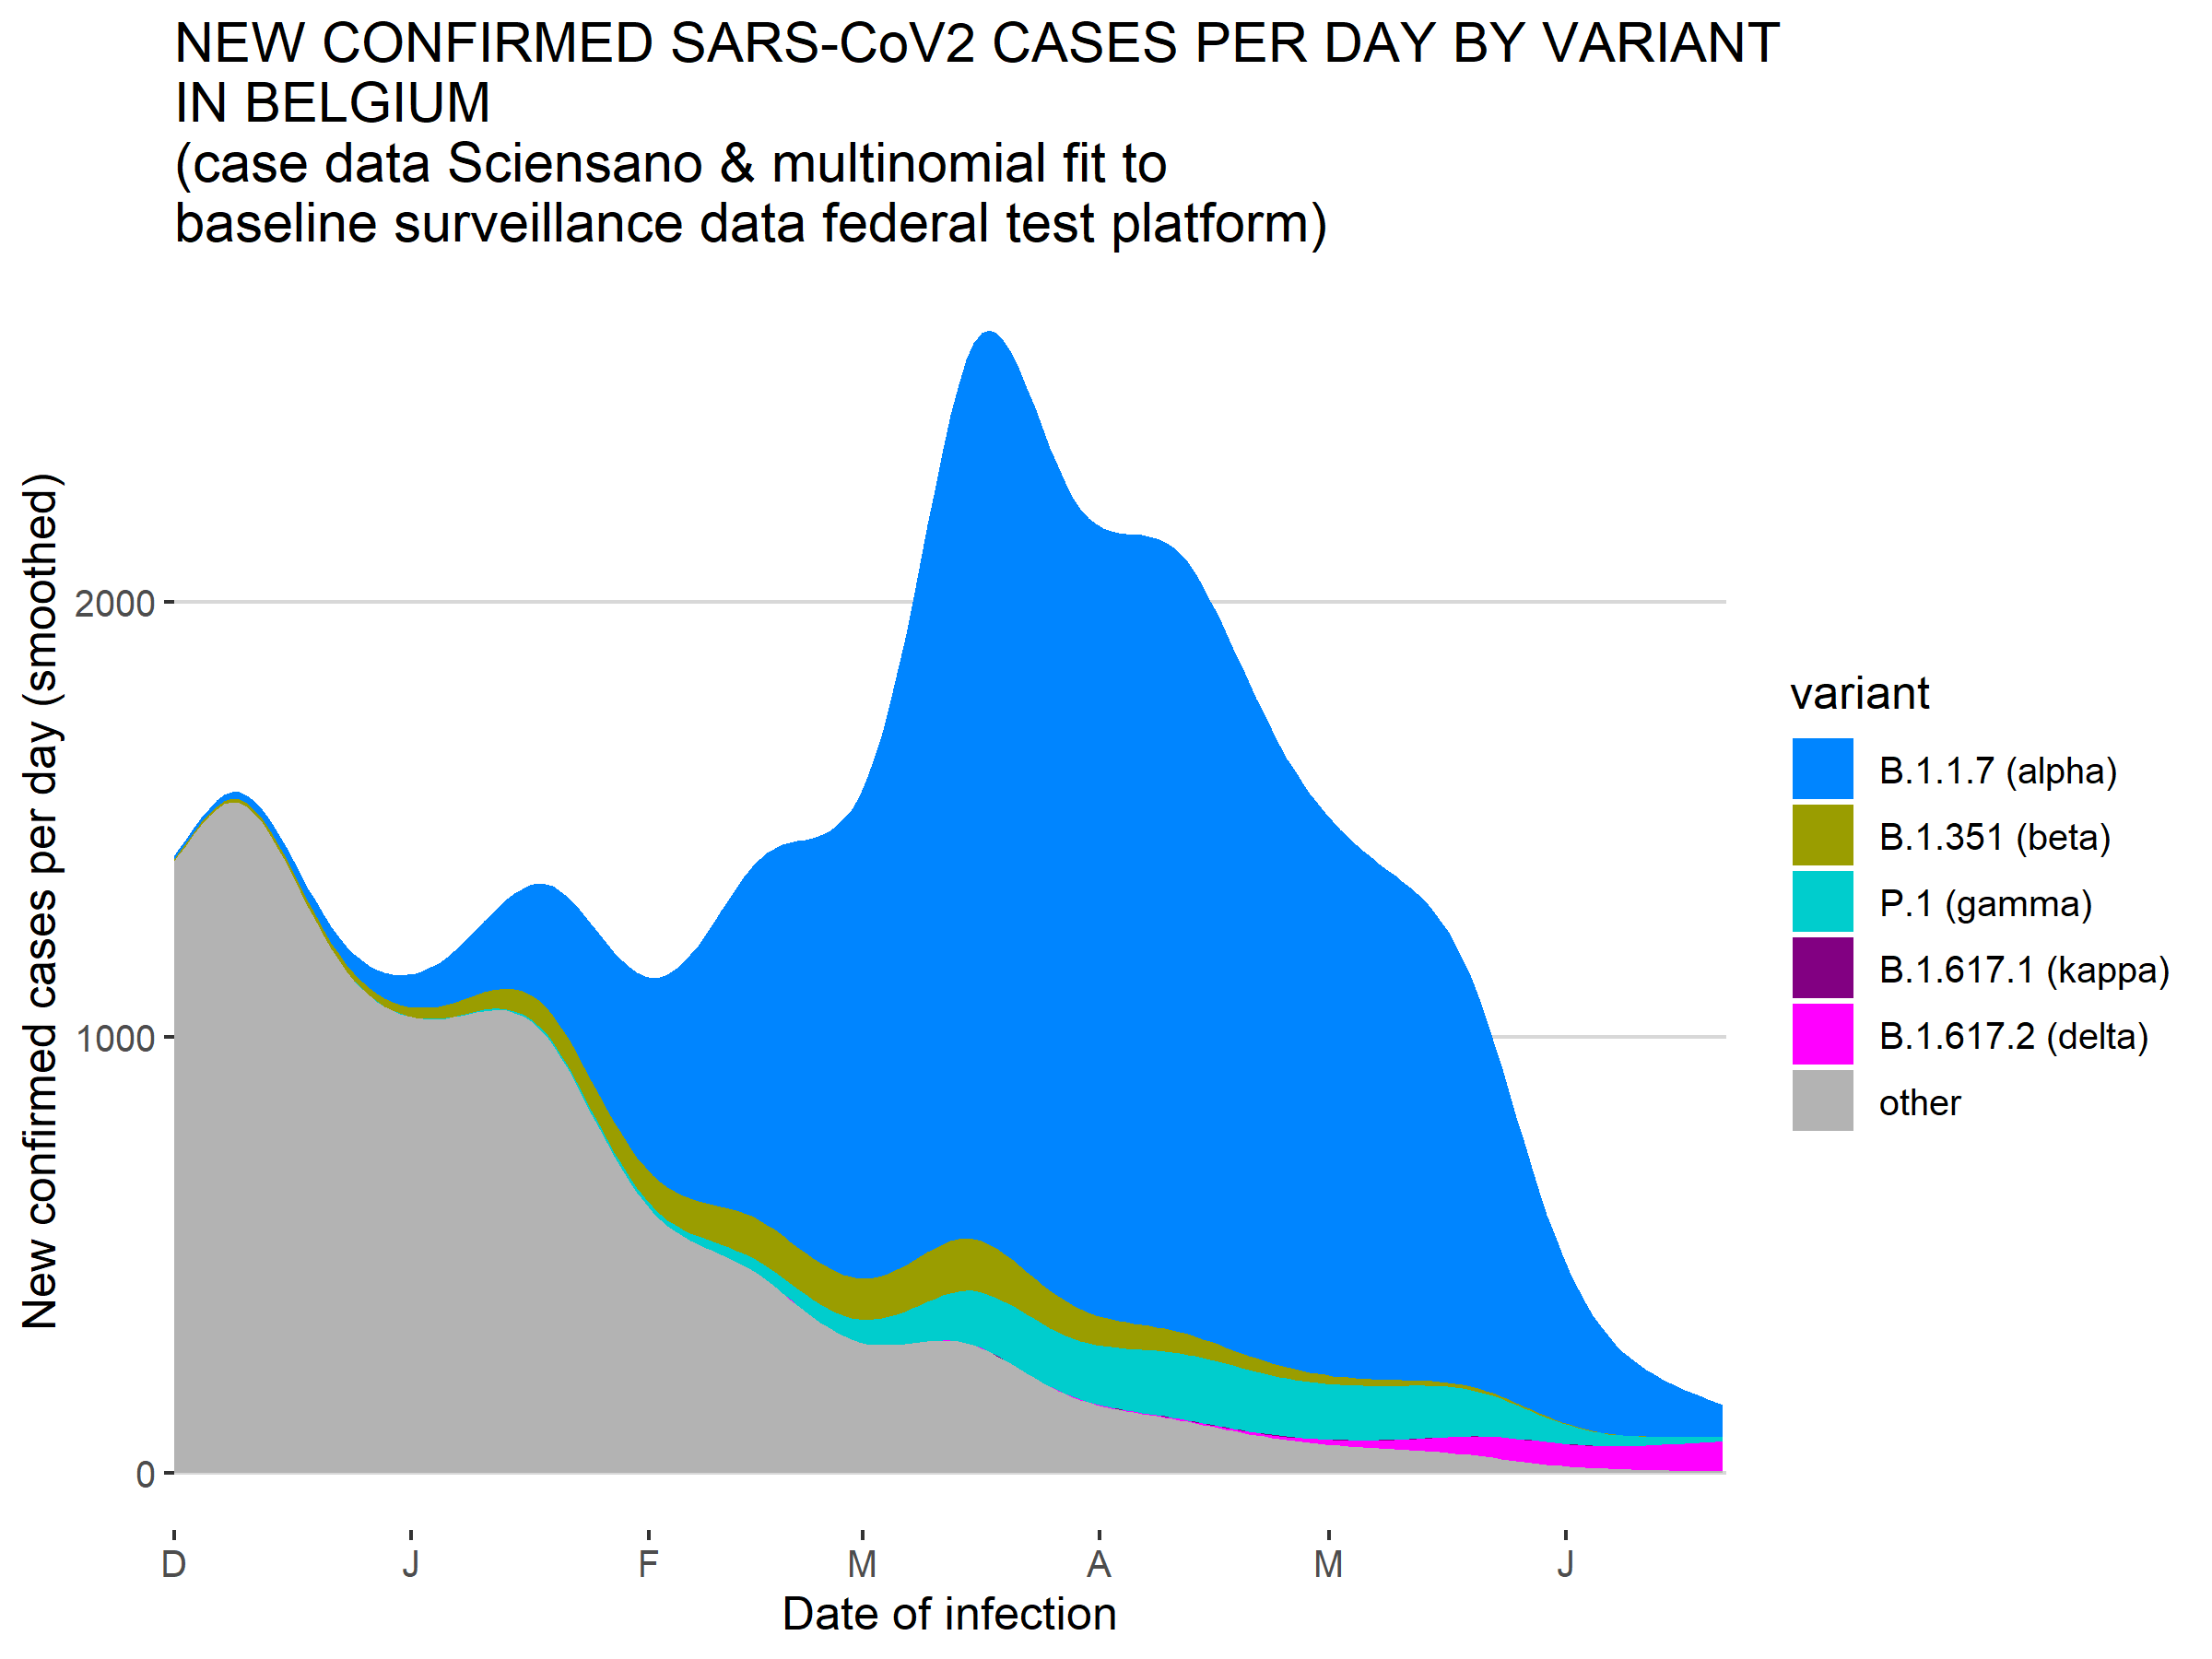 NEW CONFIRMED SARS-CoV2 CASES PER DAY BY VARIANT
IN BELGIUM
(case data Sciensano & multinomial fit to
baseline surveillance data federal test platform)
New confirmed cases per day (smoothed)
2000
1000
0
D J F M A M J
Date of infection
variant
B.1.1.7 (alpha)
B.1.351 (beta)
P.1 (gamma)
B.1.617.1 (kappa)
B.1.617.2 (delta)
other